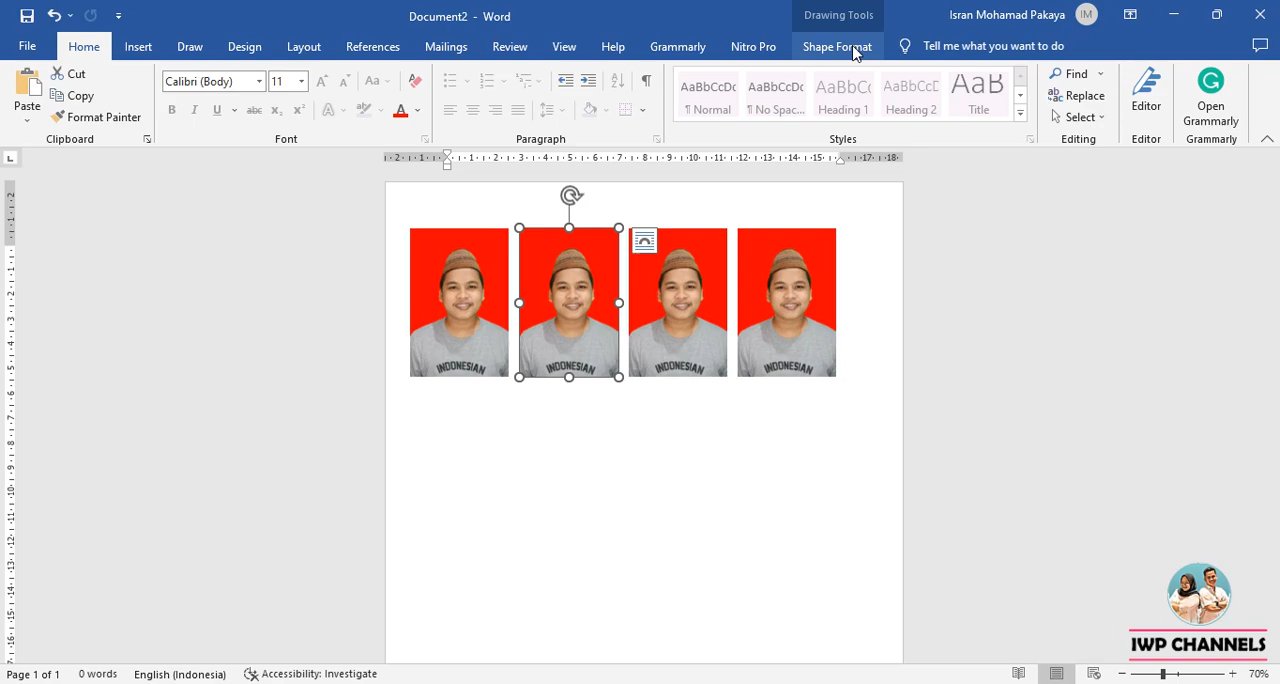 Document2 - Word
Drawing Tools
Israն Mohamad Pakaya
IM
File
Home
Insert
Draw
Design
Layout
References
Mailings
Review
View
Help
Grammarly
Nitro Pro
Shape Format
Tell me what you want to do
Paste
Cut
Copy
Format Painter
Clipboard
Calibri (Body)
11
Font
Paragraph
AaBbCcDc
¶ Normal
AaBbCcDc
¶ No Spac...
AaBbC(
Heading 1
AaBbCcE
Heading 2
AaB
Title
Styles
Find
Replace
Select
Editing
Editor
Editor
Open
Grammarly
Grammarly
INDONESIAN
INDONESIAN
INDONESIAN
INDONESIAN
IWP CHANNELS
Page 1 of 1
0 words
English (Indonesia)
Accessibility: Investigate
70%